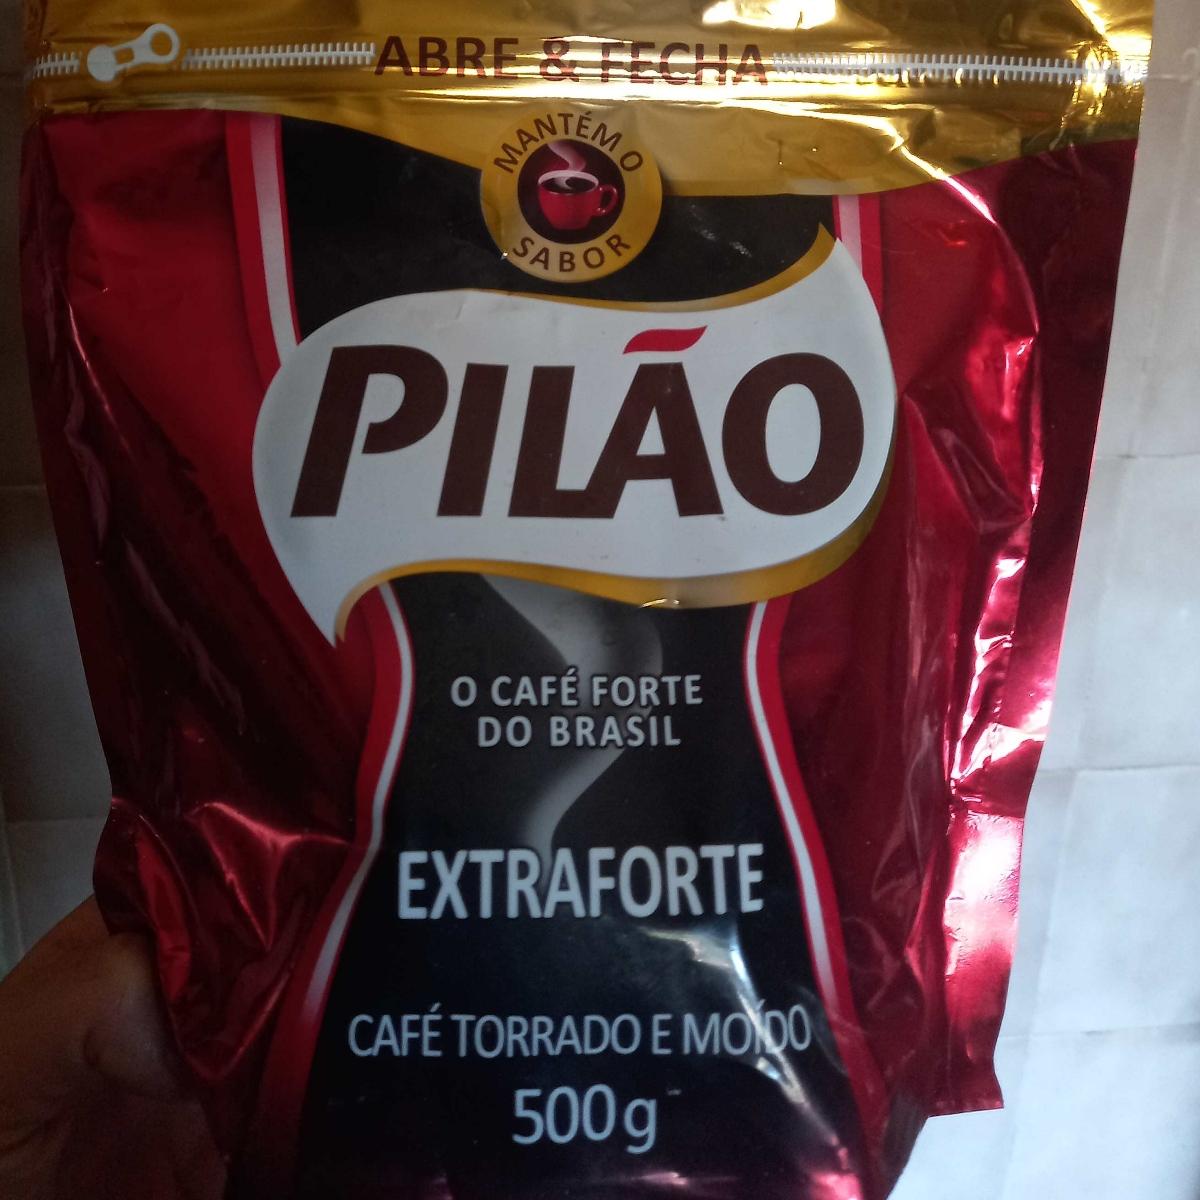 ABRE & FECHA
MANTÉM O
SABOR
PILÃO
O CAFÉ FORTE
DO BRASIL
EXTRAFORTE
CAFÉ TORRADO E MOÍDO
500g